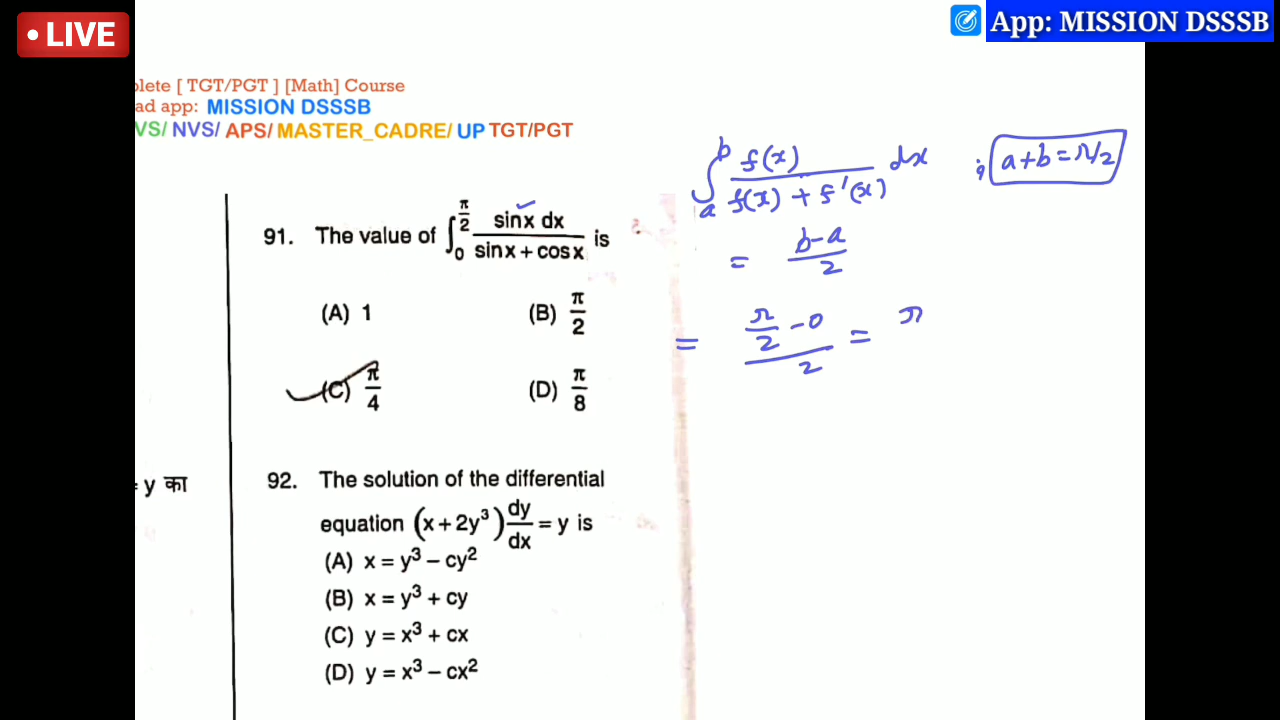 • LIVE
App: MISSION DSSSB
plete [ TGT/PGT ] [Math] Course
ad app: MISSION DSSSB
VS/ NVS/ APS/ MASTER_CADRE/ UP TGT/PGT
91. The value of ∫₀^(π/2) (sin x dx)/(sin x + cos x) is
(A) 1 (B) π/2
(C) π/4 (D) π/8
= y का
92. The solution of the differential
equation (x + 2y³) dy/dx = y is
(A) x = y³ – cy²
(B) x = y³ + cy
(C) y = x³ + cx
(D) y = x³ – cx²
∫ₐᵇ f(x)/(f(x) + f'(x)) dx ; a+b = π/2
= (b-a)/2
= (π/2 - 0)/2 = π